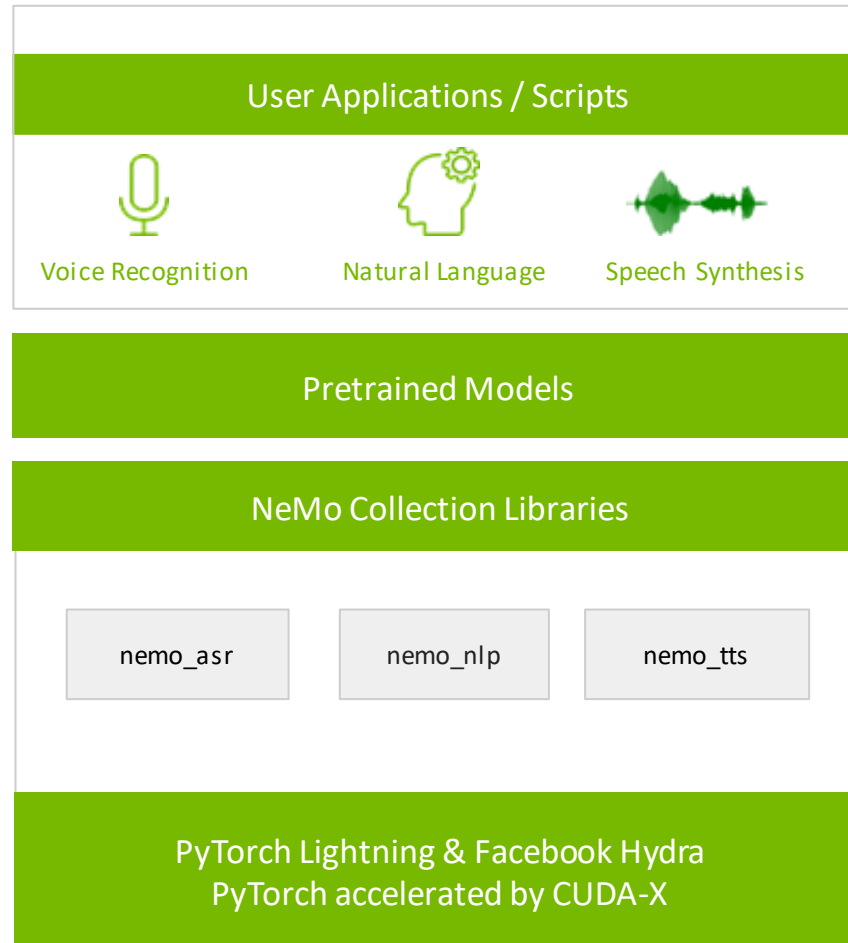 User Applications / Scripts
Voice Recognition
Natural Language
Speech Synthesis
Pretrained Models
NeMo Collection Libraries
nemo_asr
nemo_nlp
nemo_tts
PyTorch Lightning & Facebook Hydra
PyTorch accelerated by CUDA-X